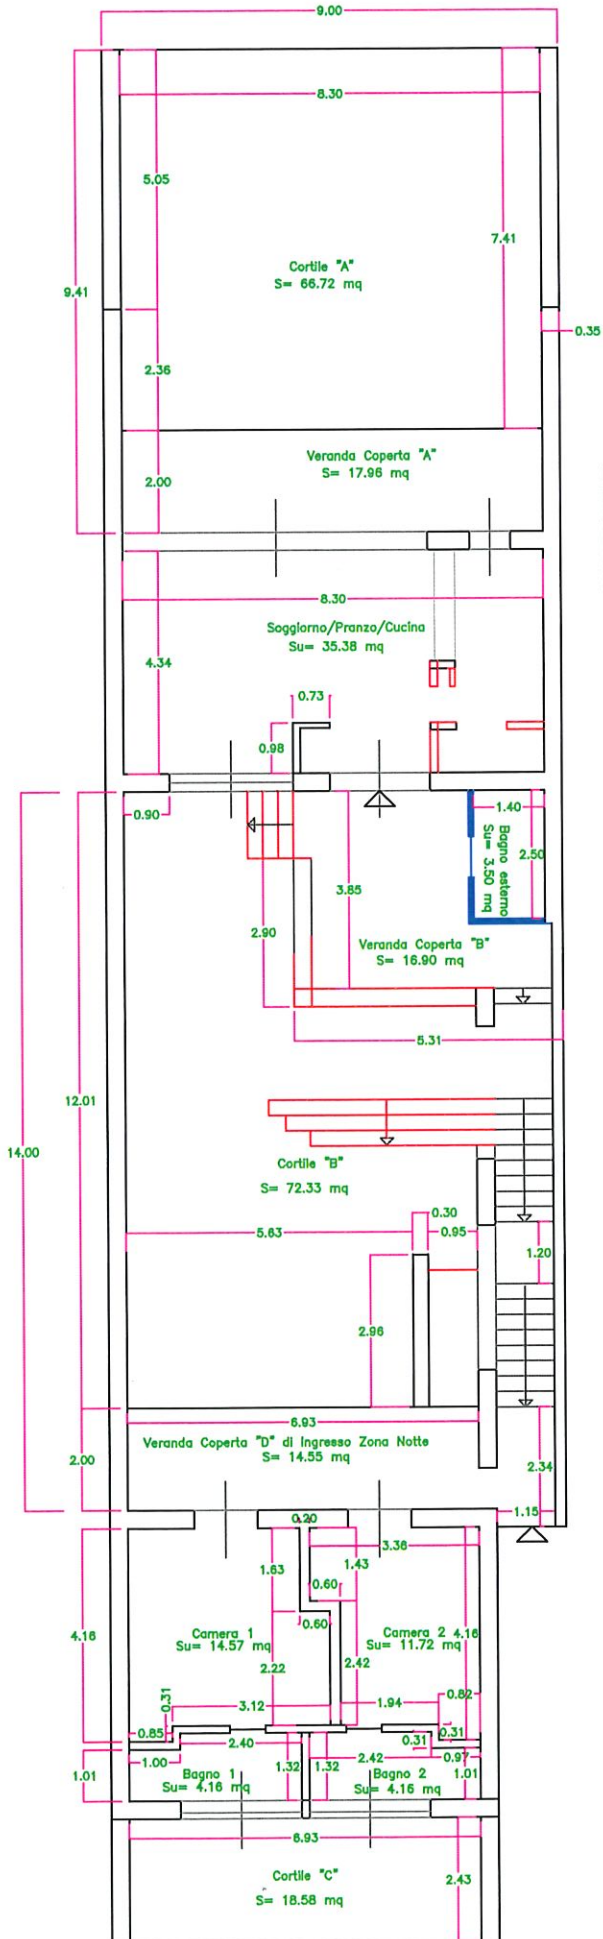 9.00
8.30
5.05
7.41
Cortile "A"
S= 66.72 mq
9.41
0.35
2.36
Veranda Coperta "A"
S= 17.96 mq
2.00
8.30
Soggiorno/Pranzo/Cucina
Su= 35.38 mq
4.34
0.73
0.98
0.90
1.40
Bagno esterno
Su= 3.50 mq
2.50
3.85
2.90
Veranda Coperta "B"
S= 16.90 mq
5.31
12.01
14.00
Cortile "B"
S= 72.33 mq
0.30
5.63
0.95
1.20
2.96
6.93
Veranda Coperta "D" di Ingresso Zona Notte
S= 14.55 mq
2.00
2.34
1.15
0.20
3.36
1.63
1.43
0.60
0.60
Camera 1
Su= 14.57 mq
Camera 2
Su= 11.72 mq
4.16
4.16
2.22
2.42
0.31
3.12
1.94
0.82
0.85
0.31
2.40
0.31
1.00
1.32
1.32
2.42
0.97
1.01
Bagno 1
Su= 4.16 mq
Bagno 2
Su= 4.16 mq
1.01
6.93
Cortile "C"
S= 18.58 mq
2.43